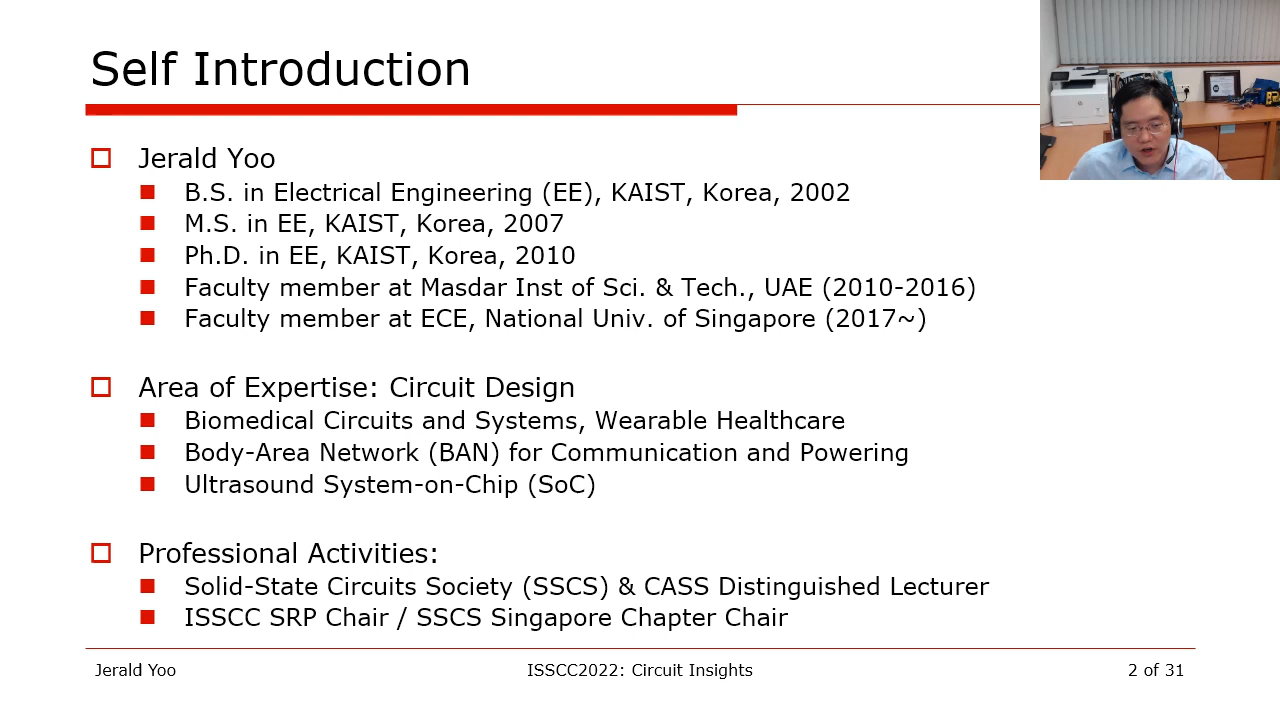 Self Introduction
Jerald Yoo
B.S. in Electrical Engineering (EE), KAIST, Korea, 2002
M.S. in EE, KAIST, Korea, 2007
Ph.D. in EE, KAIST, Korea, 2010
Faculty member at Masdar Inst of Sci. & Tech., UAE (2010-2016)
Faculty member at ECE, National Univ. of Singapore (2017~)
Area of Expertise: Circuit Design
Biomedical Circuits and Systems, Wearable Healthcare
Body-Area Network (BAN) for Communication and Powering
Ultrasound System-on-Chip (SoC)
Professional Activities:
Solid-State Circuits Society (SSCS) & CASS Distinguished Lecturer
ISSCC SRP Chair / SSCS Singapore Chapter Chair
Jerald Yoo
ISSCC2022: Circuit Insights
2 of 31